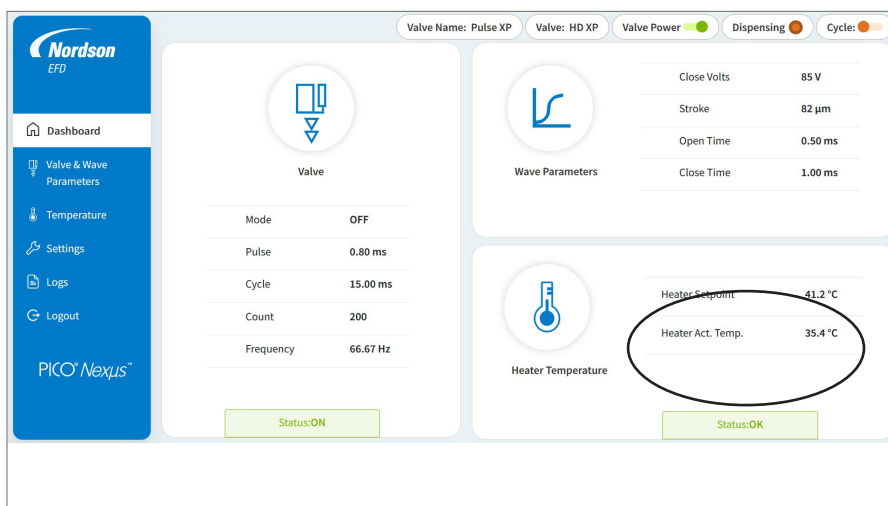 Nordson
EFD
Dashboard
Valve & Wave
Parameters
Temperature
Settings
Logs
Logout
PICO® Nexµs™
Valve Name: Pulse XP
Valve: HD XP
Valve Power
Dispensing
Cycle:
Valve
Mode OFF
Pulse 0.80 ms
Cycle 15.00 ms
Count 200
Frequency 66.67 Hz
Status:ON
Wave Parameters
Close Volts 85 V
Stroke 82 µm
Open Time 0.50 ms
Close Time 1.00 ms
Heater Temperature
Heater Setpoint 41.2 °C
Heater Act. Temp. 35.4 °C
Status:OK